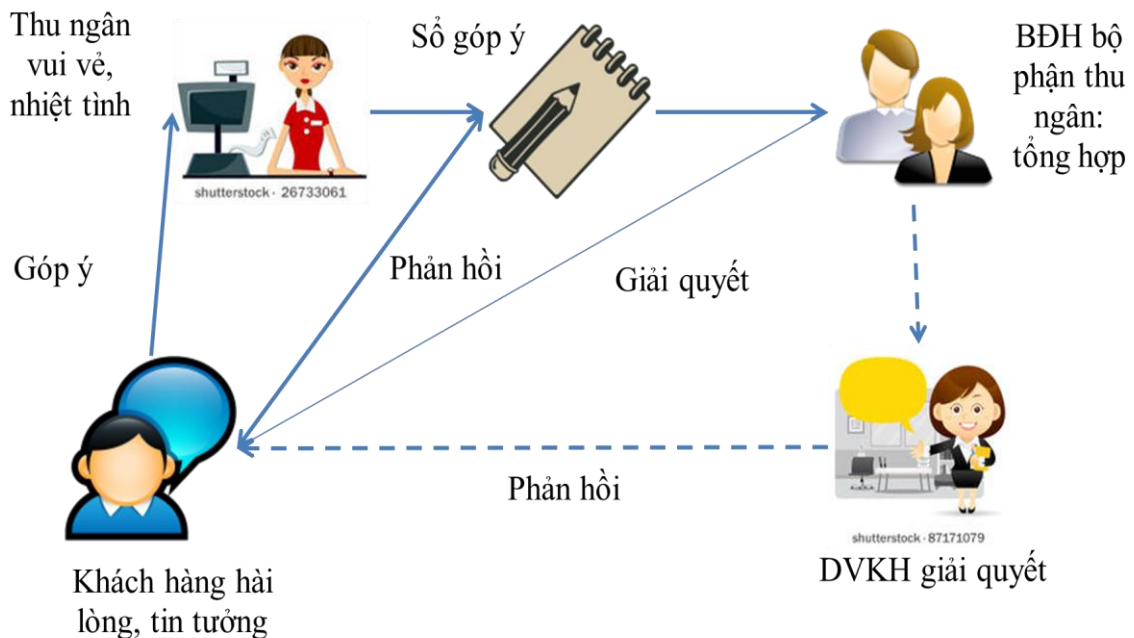 Thu ngân
vui vẻ,
nhiệt tình
shutterstock · 26733061
Sổ góp ý
BĐH bộ
phận thu
ngân:
tổng hợp
Góp ý
Phản hồi
Giải quyết
Phản hồi
shutterstock · 87171079
DVKH giải quyết
Khách hàng hài
lòng, tin tưởng